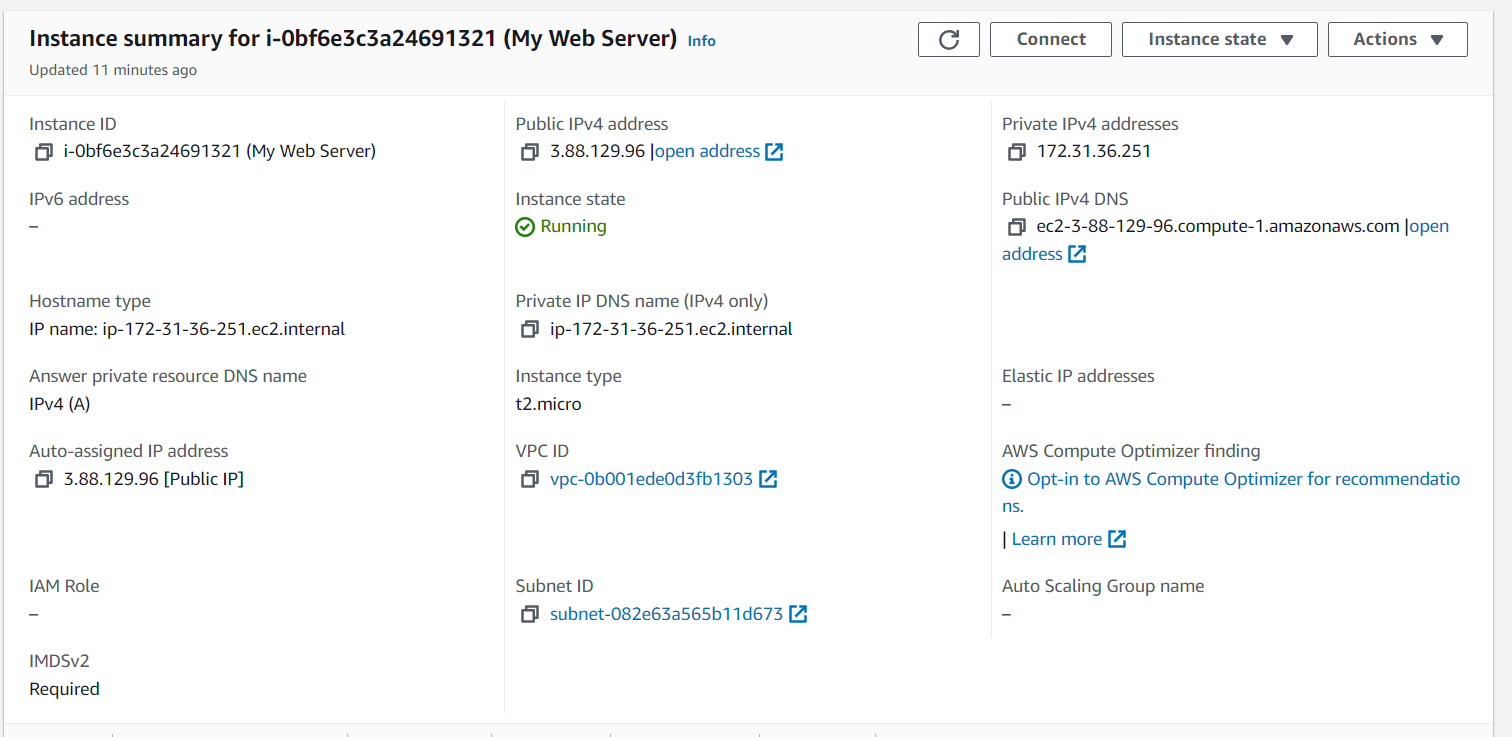 Instance summary for i-0bf6e3c3a24691321 (My Web Server) Info
Updated 11 minutes ago
Connect
Instance state
Actions
Instance ID
i-0bf6e3c3a24691321 (My Web Server)
Public IPv4 address
3.88.129.96 |open address
Private IPv4 addresses
172.31.36.251
IPv6 address
–
Instance state
Running
Public IPv4 DNS
ec2-3-88-129-96.compute-1.amazonaws.com |open
address
Hostname type
IP name: ip-172-31-36-251.ec2.internal
Private IP DNS name (IPv4 only)
ip-172-31-36-251.ec2.internal
Answer private resource DNS name
IPv4 (A)
Instance type
t2.micro
Elastic IP addresses
–
Auto-assigned IP address
3.88.129.96 [Public IP]
VPC ID
vpc-0b001ede0d3fb1303
AWS Compute Optimizer finding
Opt-in to AWS Compute Optimizer for recommendatio
ns.
| Learn more
IAM Role
–
Subnet ID
subnet-082e63a565b11d673
Auto Scaling Group name
–
IMDSv2
Required